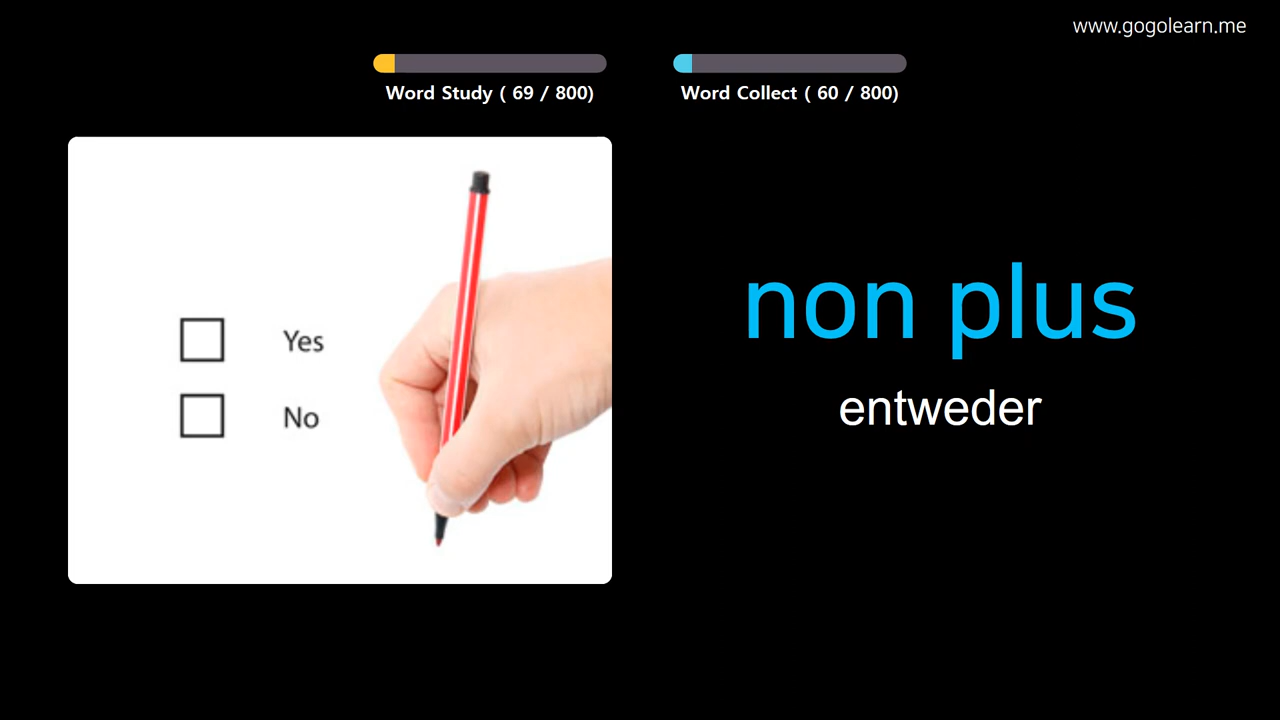 www.gogolearn.me
Word Study ( 69 / 800)
Word Collect ( 60 / 800)
Yes
No
non plus
entweder